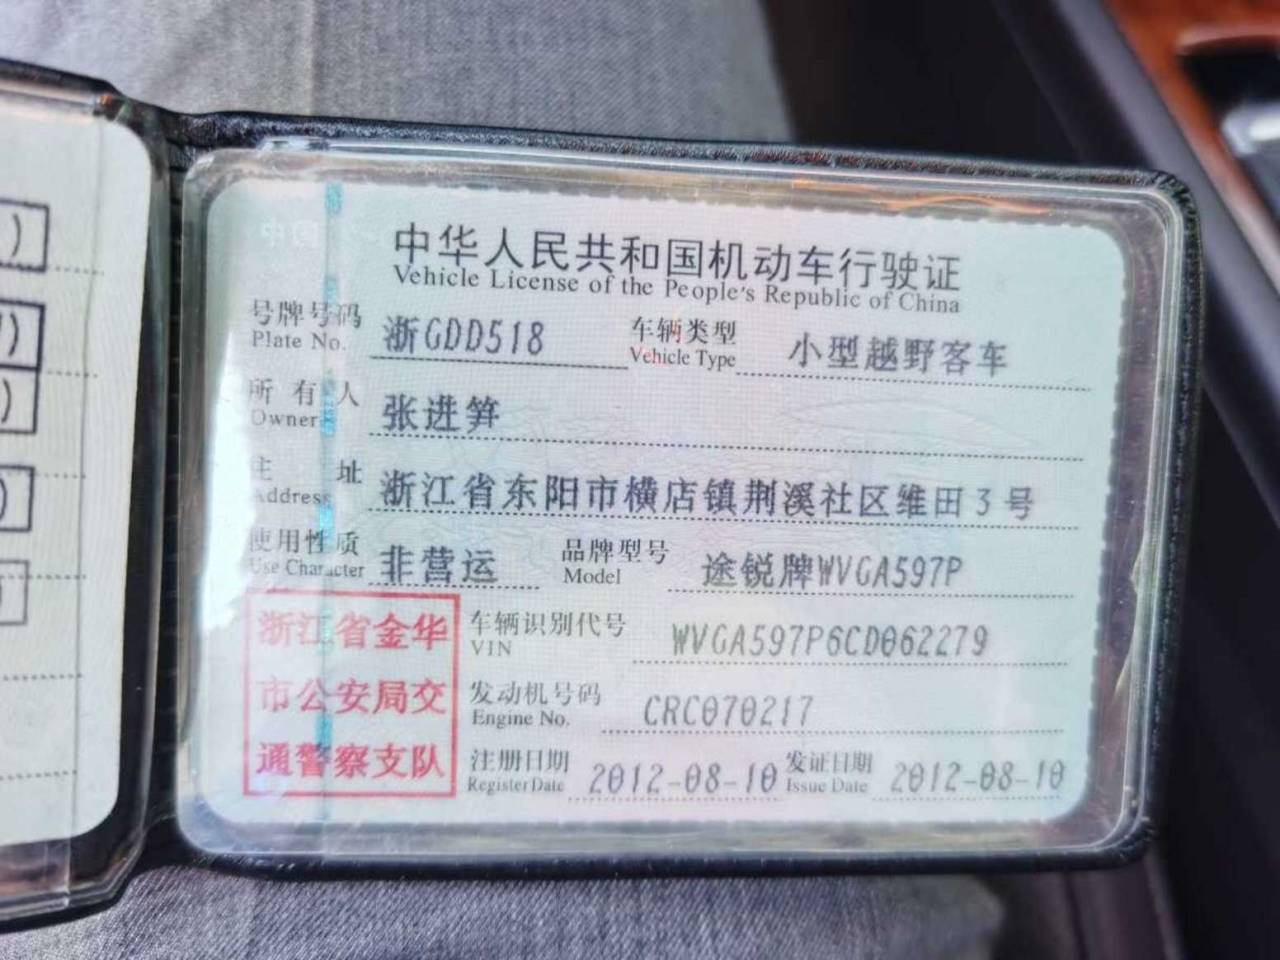 中华人民共和国机动车行驶证
Vehicle License of the People's Republic of China
号牌号码 浙GDD518 车辆类型 小型越野客车
Plate No. Vehicle Type
所有人 张进笋
Owner
住址 浙江省东阳市横店镇荆溪社区维田3号
Address
使用性质 非营运 品牌型号 途锐牌WVGA597P
Use Character Model
浙江省金华
市公安局交
通警察支队
车辆识别代号 WVGA597P6CD062279
VIN
发动机号码 CRC070217
Engine No.
注册日期 2012-08-10 发证日期 2012-08-10
Register Date Issue Date